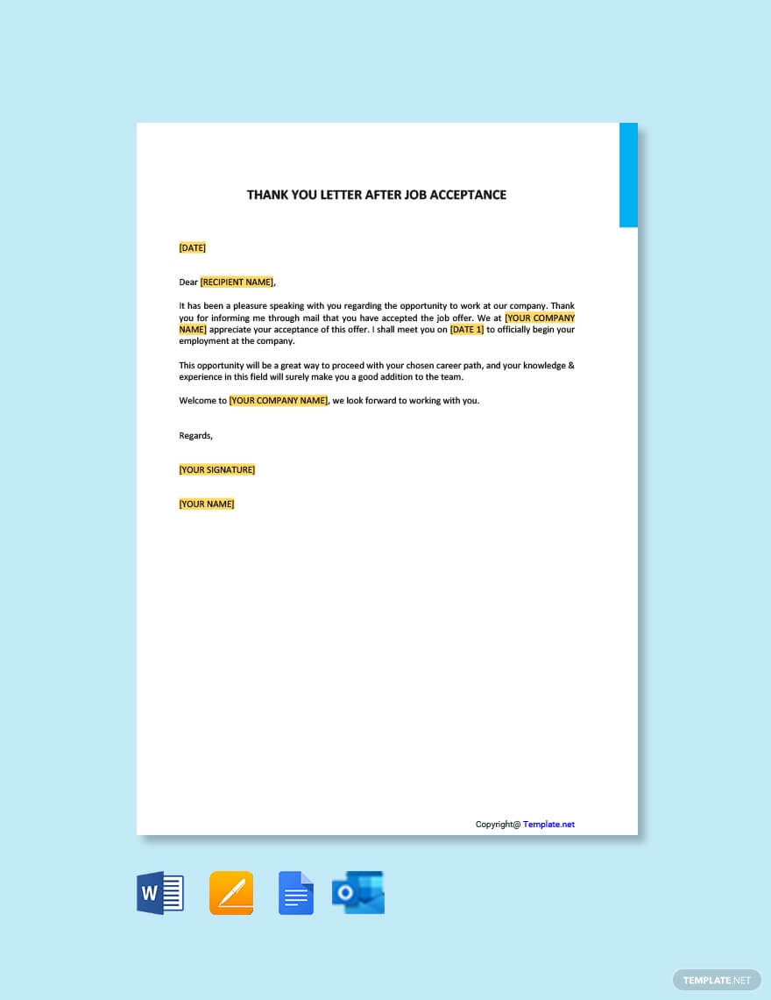 THANK YOU LETTER AFTER JOB ACCEPTANCE
[DATE]
Dear [RECIPIENT NAME],
It has been a pleasure speaking with you regarding the opportunity to work at our company. Thank
you for informing me through mail that you have accepted the job offer. We at [YOUR COMPANY
NAME] appreciate your acceptance of this offer. I shall meet you on [DATE 1] to officially begin your
employment at the company.
This opportunity will be a great way to proceed with your chosen career path, and your knowledge &
experience in this field will surely make you a good addition to the team.
Welcome to [YOUR COMPANY NAME], we look forward to working with you.
Regards,
[YOUR SIGNATURE]
[YOUR NAME]
Copyright@ Template.net
W
O
TEMPLATE.NET